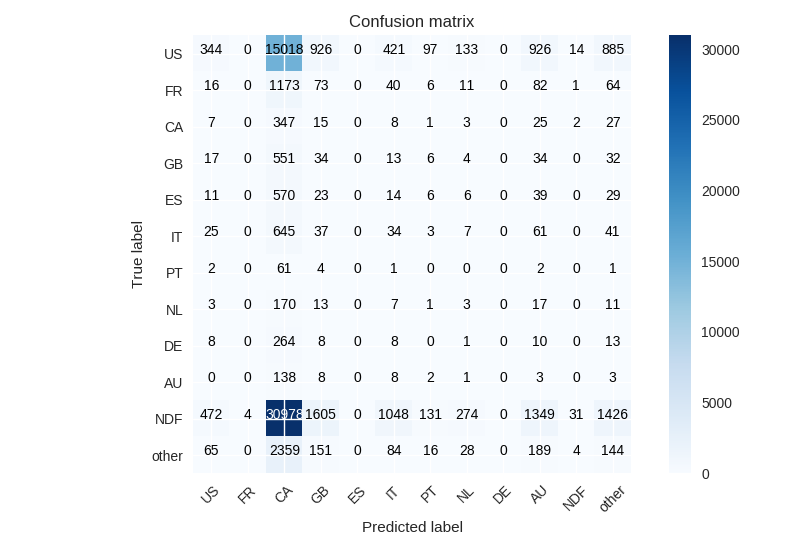 Confusion matrix
US 344 0 15018 926 0 421 97 133 0 926 14 885
FR 16 0 1173 73 0 40 6 11 0 82 1 64
CA 7 0 347 15 0 8 1 3 0 25 2 27
GB 17 0 551 34 0 13 6 4 0 34 0 32
ES 11 0 570 23 0 14 6 6 0 39 0 29
IT 25 0 645 37 0 34 3 7 0 61 0 41
PT 2 0 61 4 0 1 0 0 0 2 0 1
NL 3 0 170 13 0 7 1 3 0 17 0 11
DE 8 0 264 8 0 8 0 1 0 10 0 13
AU 0 0 138 8 0 8 2 1 0 3 0 3
NDF 472 4 30978 1605 0 1048 131 274 0 1349 31 1426
other 65 0 2359 151 0 84 16 28 0 189 4 144
US FR CA GB ES IT PT NL DE AU NDF other
Predicted label
True label
30000
25000
20000
15000
10000
5000
0